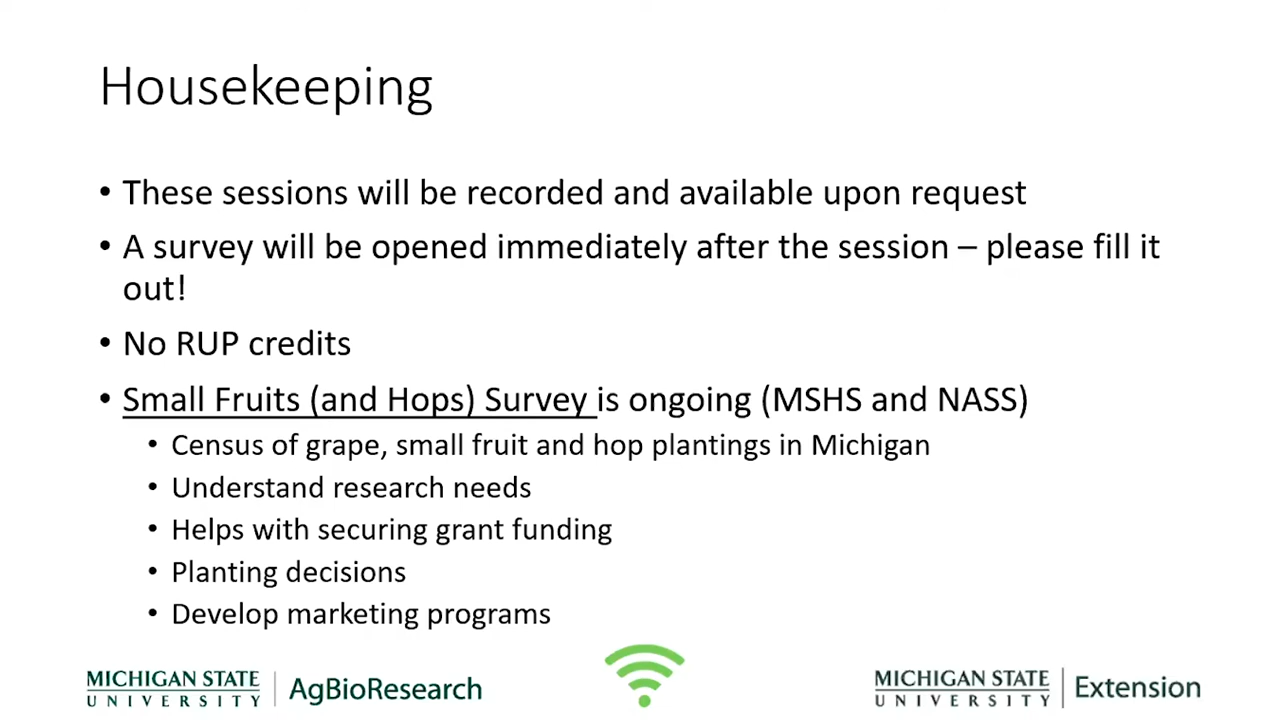 Housekeeping
• These sessions will be recorded and available upon request
• A survey will be opened immediately after the session – please fill it
out!
• No RUP credits
• Small Fruits (and Hops) Survey is ongoing (MSHS and NASS)
• Census of grape, small fruit and hop plantings in Michigan
• Understand research needs
• Helps with securing grant funding
• Planting decisions
• Develop marketing programs
MICHIGAN STATE
UNIVERSITY
AgBioResearch
MICHIGAN STATE
UNIVERSITY
Extension